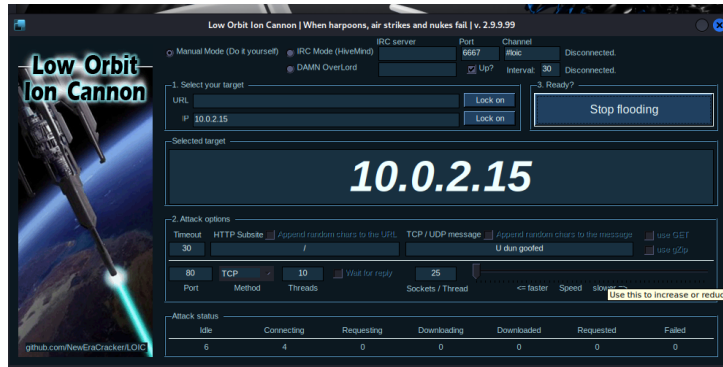 Low Orbit Ion Cannon | When harpoons, air strikes and nukes fail | v. 2.9.9.99
Low Orbit
Ion Cannon
github.com/NewEraCracker/LOIC
IRC server Port Channel
Manual Mode (Do it yourself) IRC Mode (HiveMind) 6667 #loic Disconnected.
DAMN OverLord Up? Interval: 30 Disconnected.
1. Select your target
URL Lock on
IP 10.0.2.15 Lock on
3. Ready?
Stop flooding
Selected target
10.0.2.15
2. Attack options
Timeout HTTP Subsite Append random chars to the URL TCP / UDP message Append random chars to the message use GET
30 / U dun goofed use gZip
80 TCP 10 Wait for reply 25
Port Method Threads Sockets / Thread <= faster Speed slower =>
Use this to increase or reduc
Attack status
Idle Connecting Requesting Downloading Downloaded Requested Failed
6 4 0 0 0 0 0